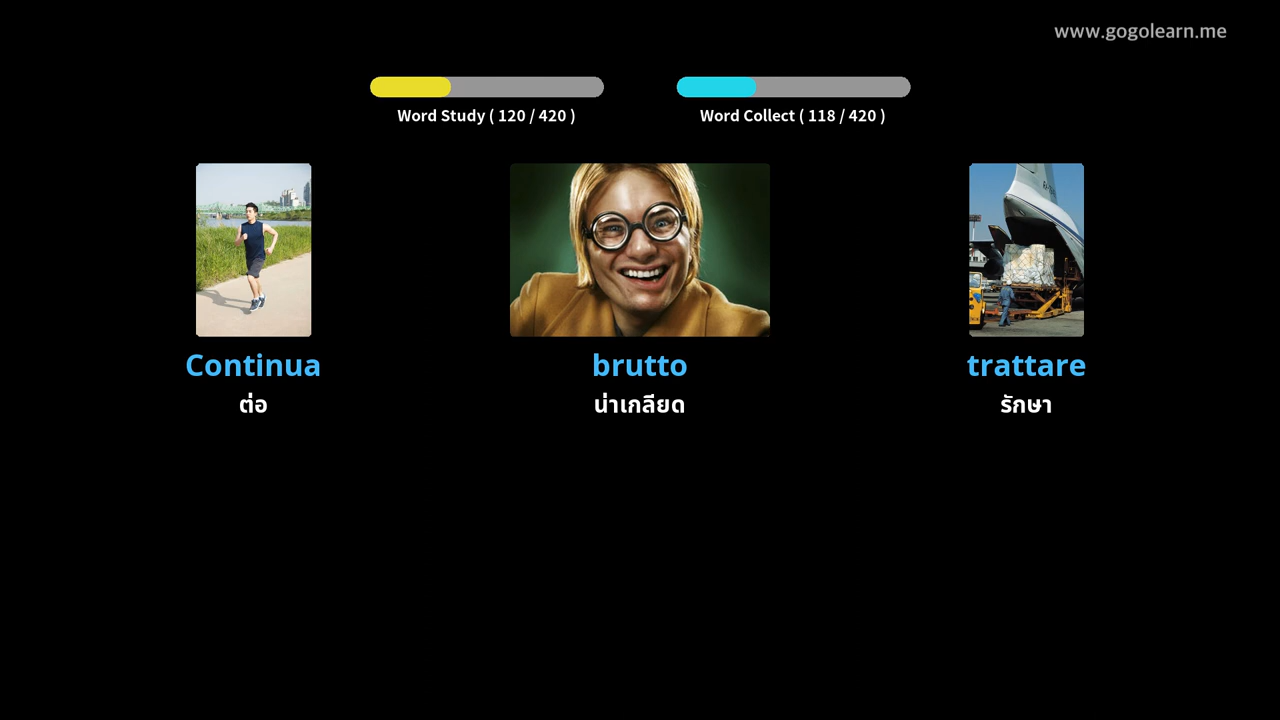 www.gogolearn.me
Word Study ( 120 / 420 )
Word Collect ( 118 / 420 )
Continua
brutto
trattare
ต่อ
น่าเกลียด
รักษา